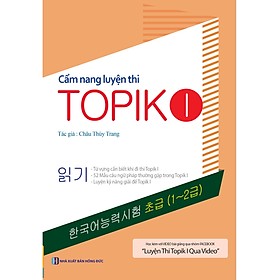 Cẩm nang luyện thi
TOPIK I
Tác giả : Châu Thùy Trang
읽기
- Từ vựng cần biết khi đi thi Topik I
- 52 Mẫu câu ngữ pháp thường gặp trong Topik I
- Luyện kỹ năng giải đề Topik I
한국어능력시험 초급 (1~2급)
"Luyện Thi Topik I Qua Video"
NHÀ XUẤT BẢN HỒNG ĐỨC